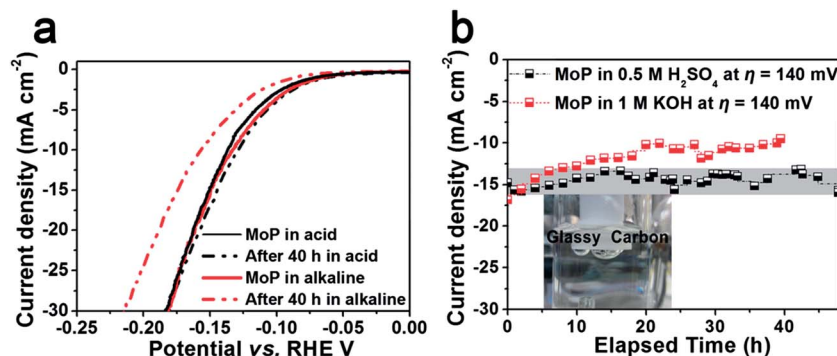 a
Current density (mA cm⁻²)
0
-5
-10
-15
-20
-25
-30
MoP in acid
After 40 h in acid
MoP in alkaline
After 40 h in alkaline
-0.25
-0.20
-0.15
-0.10
-0.05
0.00
Potential vs. RHE V
b
Current density (mA cm⁻²)
0
-5
-10
-15
-20
-25
-30
MoP in 0.5 M H₂SO₄ at η = 140 mV
MoP in 1 M KOH at η = 140 mV
Glassy Carbon
0
10
20
30
40
Elapsed Time (h)